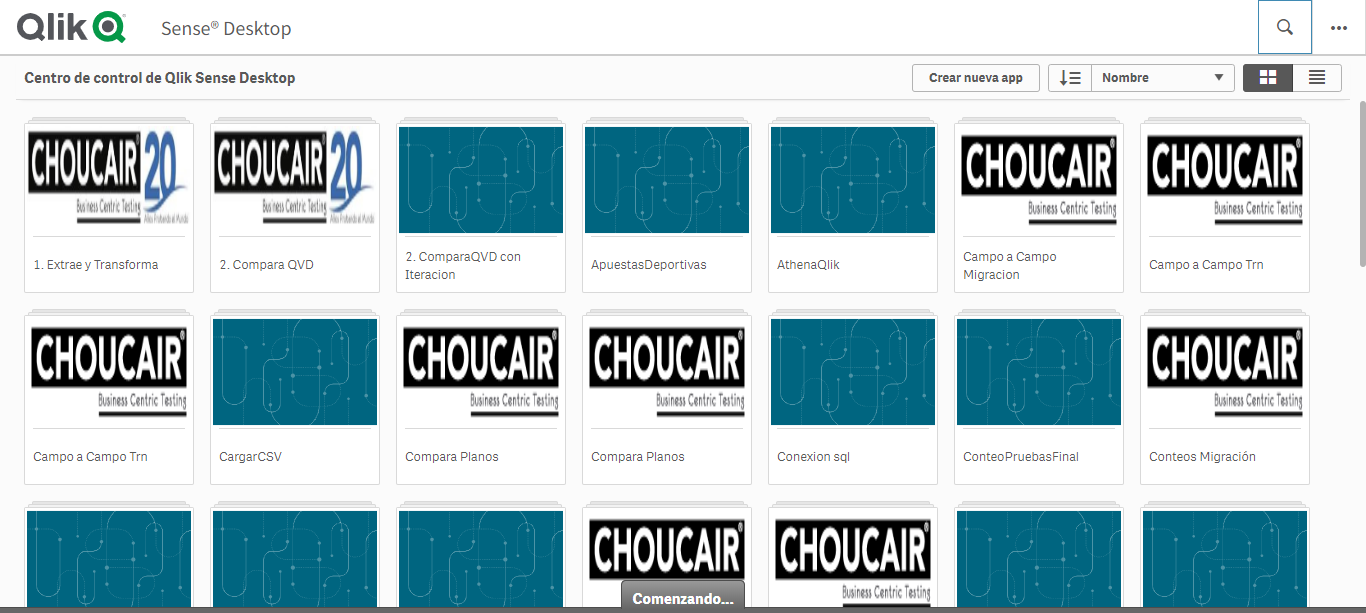 Qlik Sense® Desktop
Centro de control de Qlik Sense Desktop
Crear nueva app
Nombre
CHOUCAIR 20
Business Centric Testing
Años Probando al Mundo
CHOUCAIR 20
Business Centric Testing
Años Probando al Mundo
CHOUCAIR®
Business Centric Testing
CHOUCAIR®
Business Centric Testing
1. Extrae y Transforma
2. Compara QVD
2. ComparaQVD con
Iteracion
ApuestasDeportivas
AthenaQlik
Campo a Campo
Migracion
Campo a Campo Trn
CHOUCAIR®
Business Centric Testing
CHOUCAIR®
Business Centric Testing
CHOUCAIR®
Business Centric Testing
CHOUCAIR®
Business Centric Testing
Campo a Campo Trn
CargarCSV
Compara Planos
Compara Planos
Conexion sql
ConteoPruebasFinal
Conteos Migración
CHOUCAIR®
CHOUCAIR®
Business Centric Testing
Comenzando...